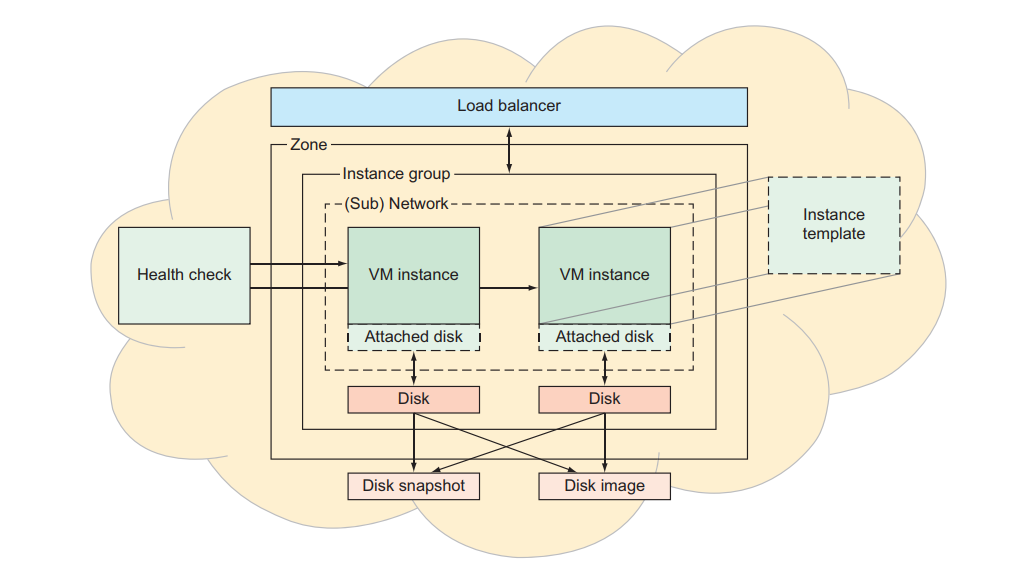 Load balancer
Zone
Instance group
(Sub) Network
Instance
template
Health check
VM instance
VM instance
Attached disk
Attached disk
Disk
Disk
Disk snapshot
Disk image